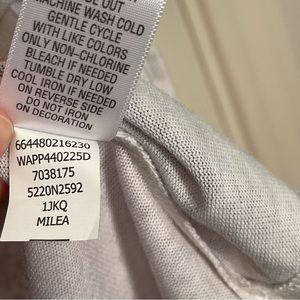 MACHINE WASH COLD
GENTLE CYCLE
WITH LIKE COLORS
ONLY NON-CHLORINE
BLEACH IF NEEDED
TUMBLE DRY LOW
COOL IRON IF NEEDED
ON REVERSE SIDE
DO NOT IRON
ON DECORATION
664480216230
WAPP440225D
7038175
5220N2592
1JKQ
MILEA